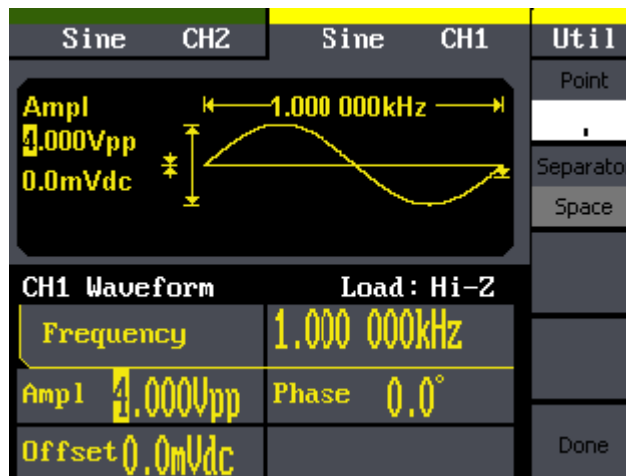 Sine CH2 Sine CH1 Util
Point
.
Separato
Space
Done
Ampl
4.000Vpp
0.0mVdc
1.000 000kHz
CH1 Waveform Load: Hi-Z
Frequency 1.000 000kHz
Ampl 4.000Vpp Phase 0.0°
Offset 0.0mVdc